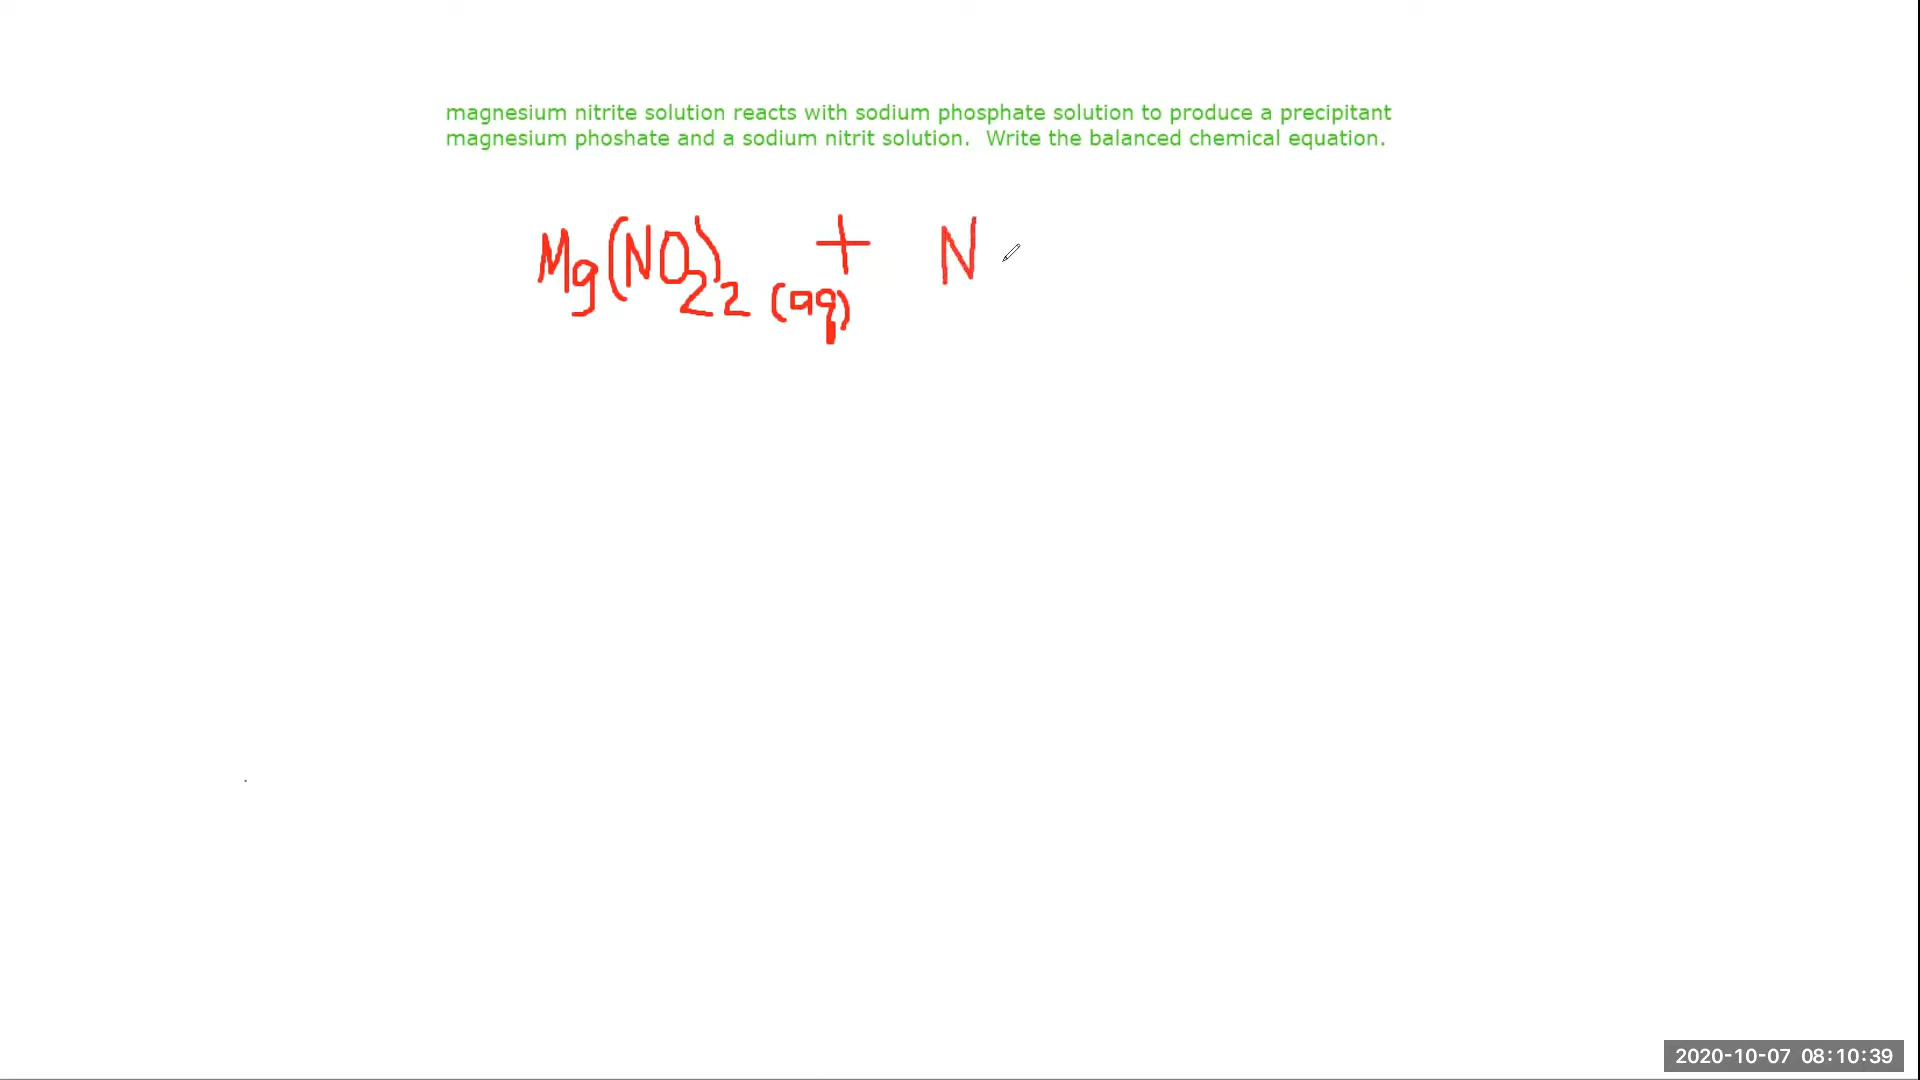 magnesium nitrite solution reacts with sodium phosphate solution to produce a precipitant
magnesium phoshate and a sodium nitrit solution.  Write the balanced chemical equation.
Mg(NO₂)₂ (aq) + N
2020-10-07 08:10:39